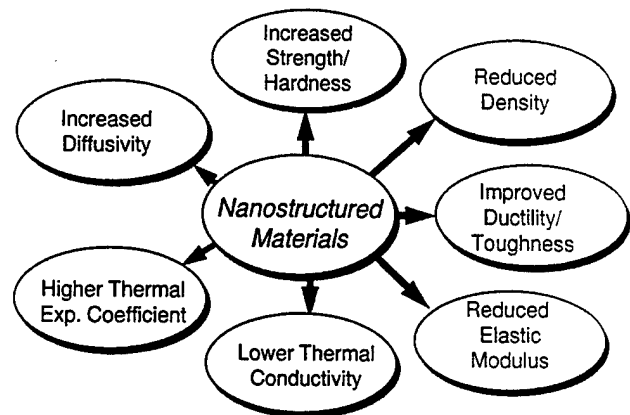 Increased
Strength/
Hardness
Reduced
Density
Increased
Diffusivity
Improved
Ductility/
Toughness
Nanostructured
Materials
Higher Thermal
Exp. Coefficient
Reduced
Elastic
Modulus
Lower Thermal
Conductivity